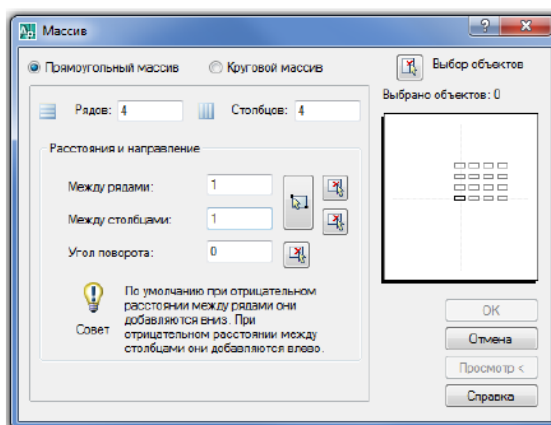 Массив
Прямоугольный массив
Круговой массив
Выбор объектов
Рядов: 4
Столбцов: 4
Выбрано объектов: 0
Расстояния и направление
Между рядами: 1
Между столбцами: 1
Угол поворота: 0
По умолчанию при отрицательном
расстоянии между рядами они
добавляются вниз. При
отрицательном расстоянии между
столбцами они добавляются влево.
Совет
ОК
Отмена
Просмотр <
Справка